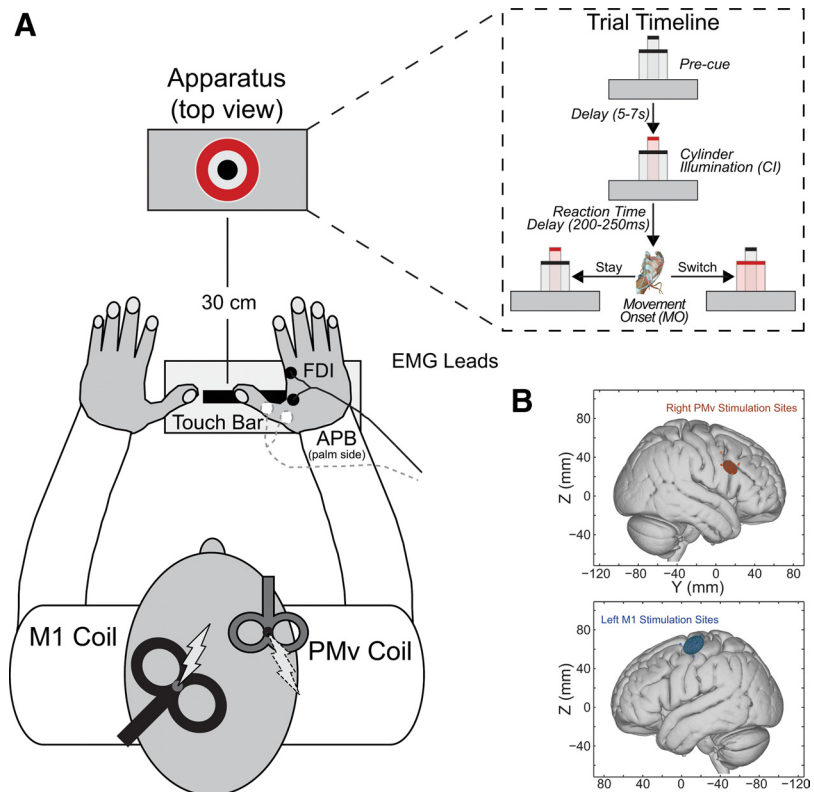 A
Apparatus
(top view)
30 cm
FDI
EMG Leads
Touch Bar
APB
(palm side)
M1 Coil
PMv Coil
Trial Timeline
Pre-cue
Delay (5-7s)
Cylinder
Illumination (CI)
Reaction Time
Delay (200-250ms)
Stay
Switch
Movement
Onset (MO)
B
Right PMv Stimulation Sites
Z (mm)
80
40
0
−40
−120 −80 −40 0 40 80
Y (mm)
Left M1 Stimulation Sites
Z (mm)
80
40
0
−40
80 40 0 −40 −80 −120